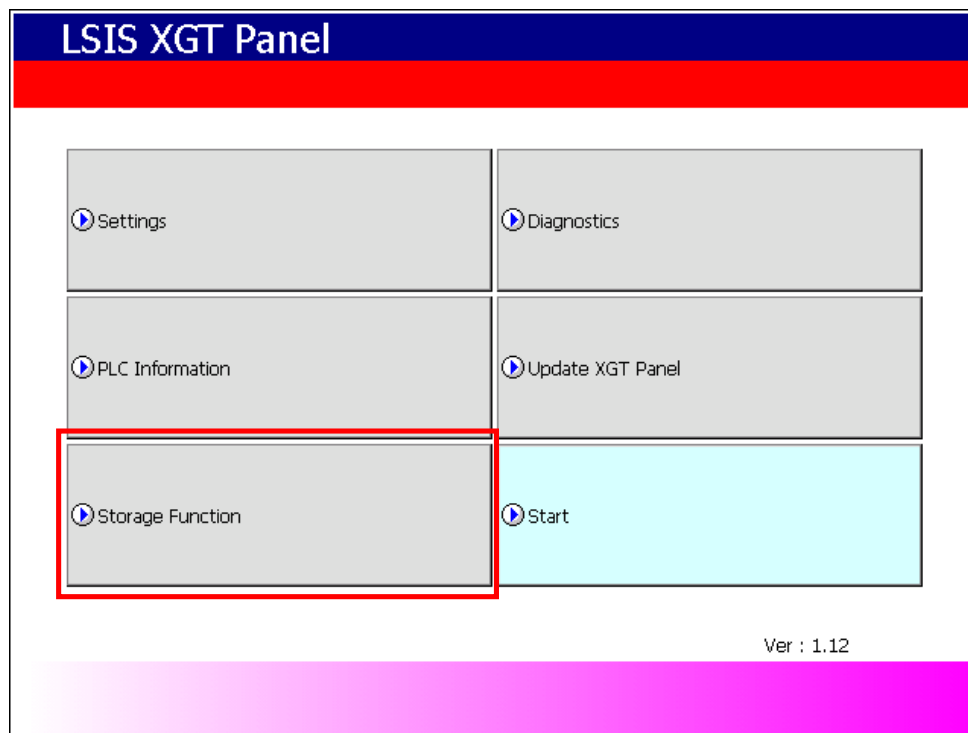 LSIS XGT Panel
Settings
Diagnostics
PLC Information
Update XGT Panel
Storage Function
Start
Ver : 1.12